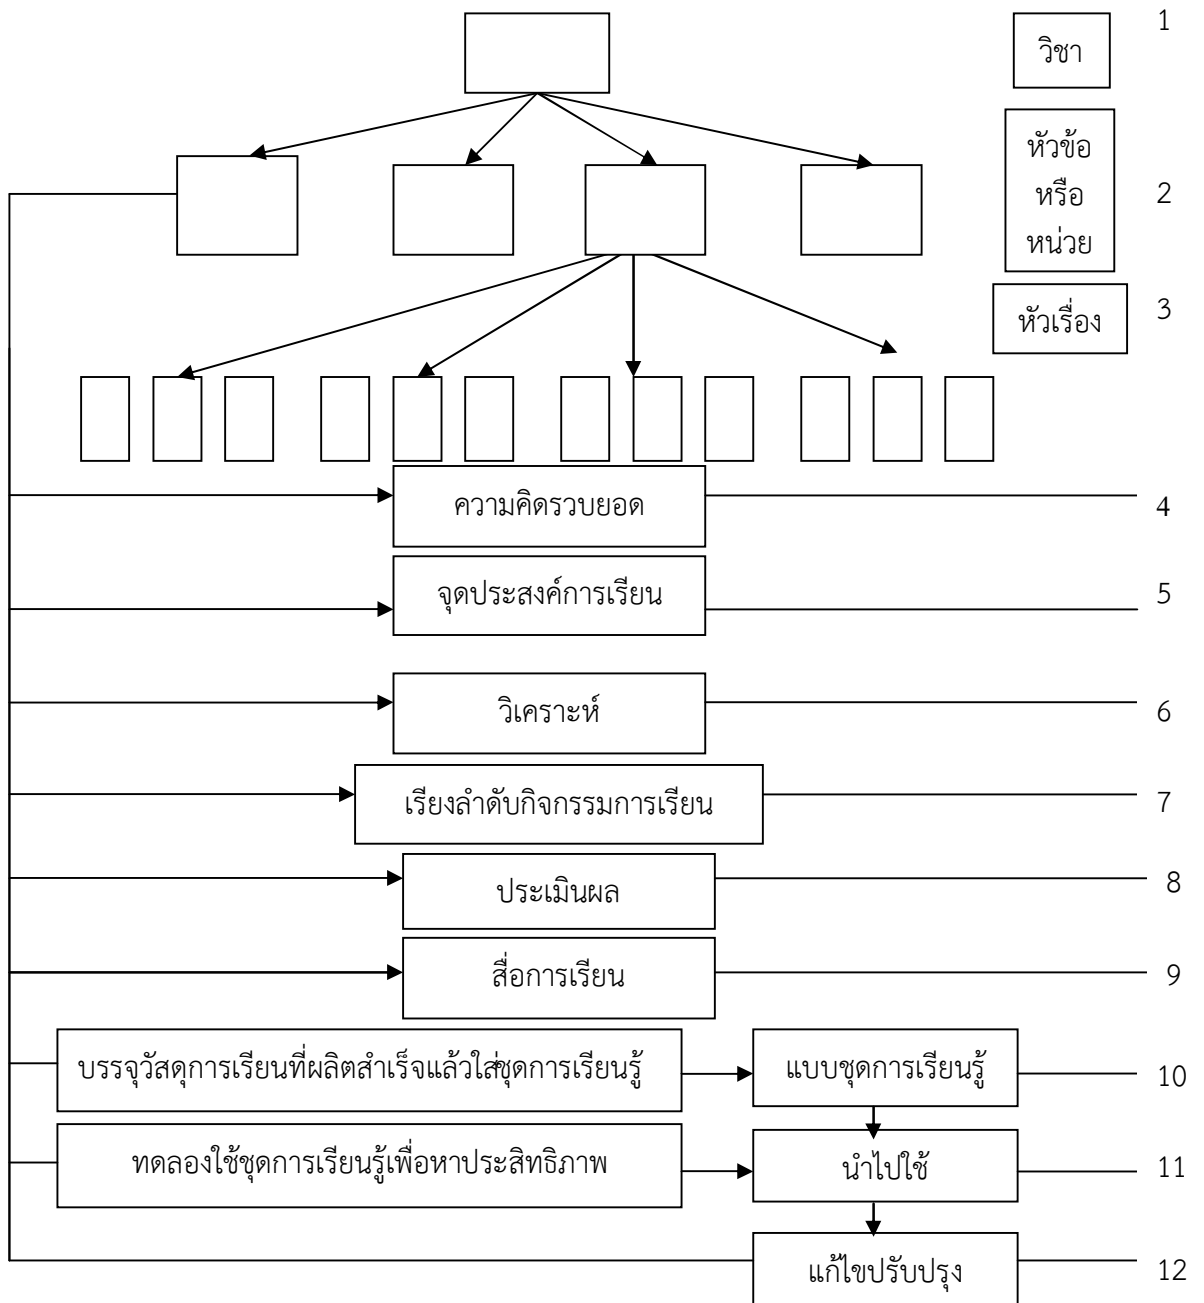 1
วิชา
หัวข้อ
หรือ
หน่วย
2
หัวเรื่อง
3
ความคิดรวบยอด
4
จุดประสงค์การเรียน
5
วิเคราะห์
6
เรียงลำดับกิจกรรมการเรียน
7
ประเมินผล
8
สื่อการเรียน
9
บรรจุวัสดุการเรียนที่ผลิตสำเร็จแล้วใส่ชุดการเรียนรู้
แบบชุดการเรียนรู้
10
ทดลองใช้ชุดการเรียนรู้เพื่อหาประสิทธิภาพ
นำไปใช้
11
แก้ไขปรับปรุง
12